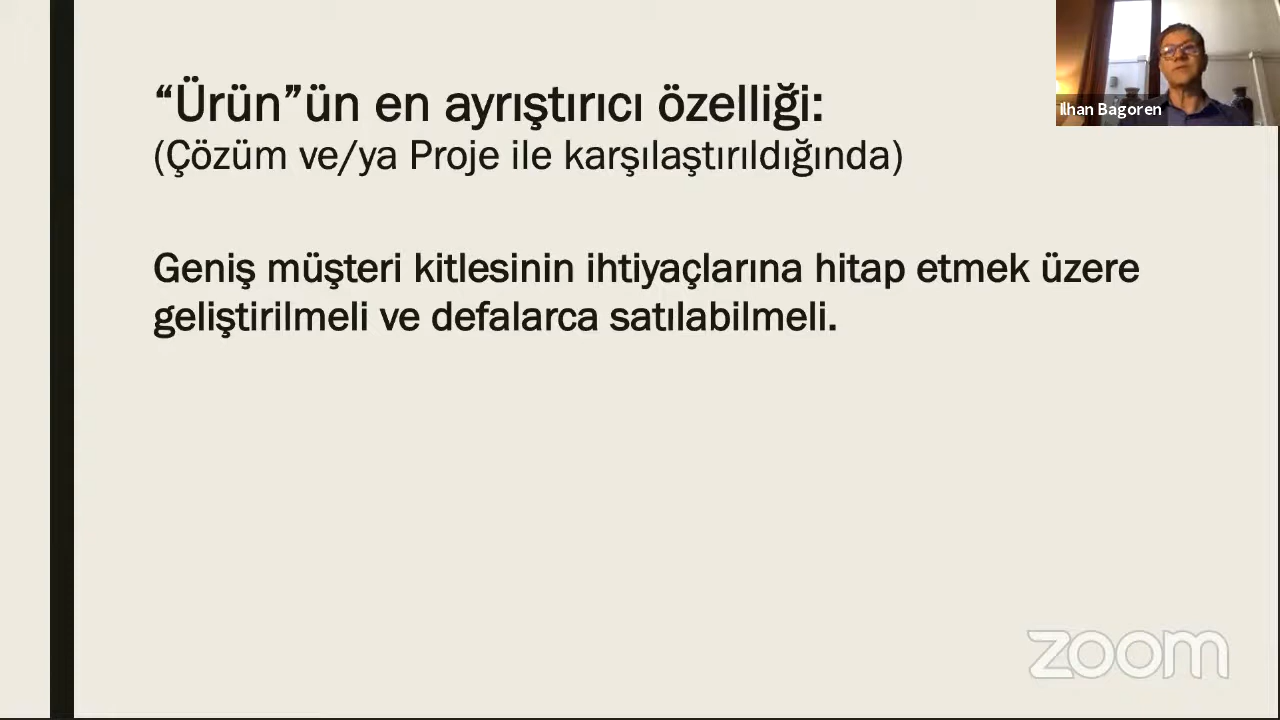 “Ürün”ün en ayrıştırıcı özelliği:
(Çözüm ve/ya Proje ile karşılaştırıldığında)
Geniş müşteri kitlesinin ihtiyaçlarına hitap etmek üzere
geliştirilmeli ve defalarca satılabilmeli.
Ilhan Bagoren
zoom